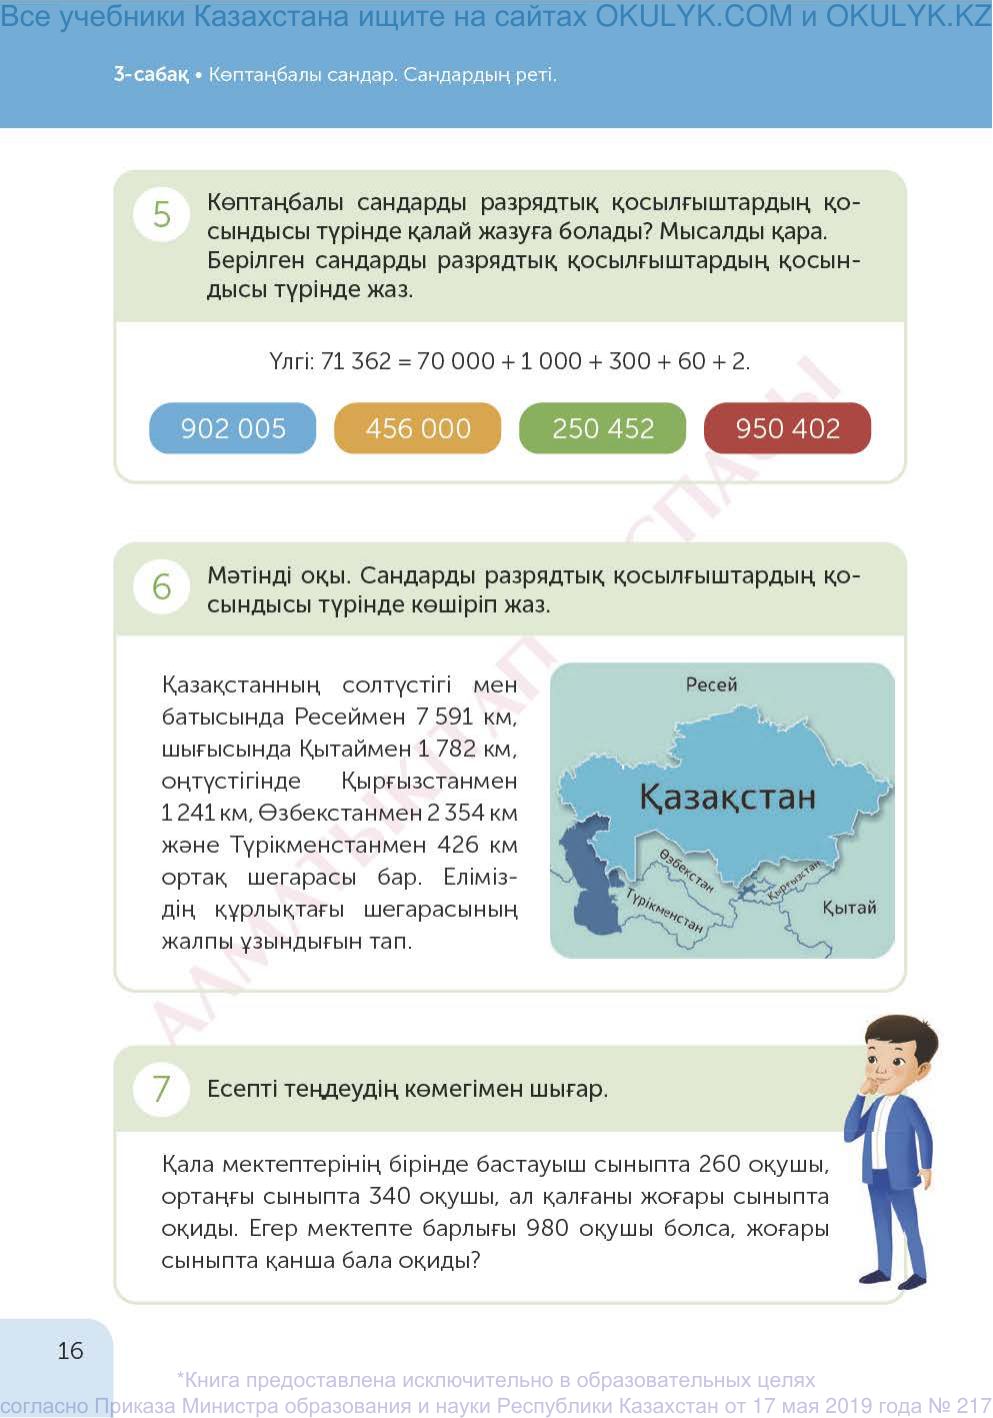 Все учебники Казахстана ищите на сайтах OKULYK.COM и OKULYK.KZ
3-сабақ • Көптаңбалы сандар. Сандардың реті.
5
Көптаңбалы сандарды разрядтық қосылғыштардың қо-
сындысы түрінде қалай жазуға болады? Мысалды қара.
Берілген сандарды разрядтық қосылғыштардың қосын-
дысы түрінде жаз.
Үлгі: 71 362 = 70 000 + 1 000 + 300 + 60 + 2.
902 005 456 000 250 452 950 402
6
Мәтінді оқы. Сандарды разрядтық қосылғыштардың қо-
сындысы түрінде көшіріп жаз.
Қазақстанның солтүстігі мен
батысында Ресеймен 7 591 км,
шығысында Қытаймен 1 782 км,
оңтүстігінде Қырғызстанмен
1 241 км, Өзбекстанмен 2 354 км
және Түрікменстанмен 426 км
ортақ шегарасы бар. Еліміз-
дің құрлықтағы шегарасының
жалпы ұзындығын тап.
Ресей
Қазақстан
Өзбекстан
Қырғызстан
Түрікменстан
Қытай
7
Есепті теңдеудің көмегімен шығар.
Қала мектептерінің бірінде бастауыш сыныпта 260 оқушы,
ортаңғы сыныпта 340 оқушы, ал қалғаны жоғары сыныпта
оқиды. Егер мектепте барлығы 980 оқушы болса, жоғары
сыныпта қанша бала оқиды?
16
*Книга предоставлена исключительно в образовательных целях
согласно Приказа Министра образования и науки Республики Казахстан от 17 мая 2019 года № 217